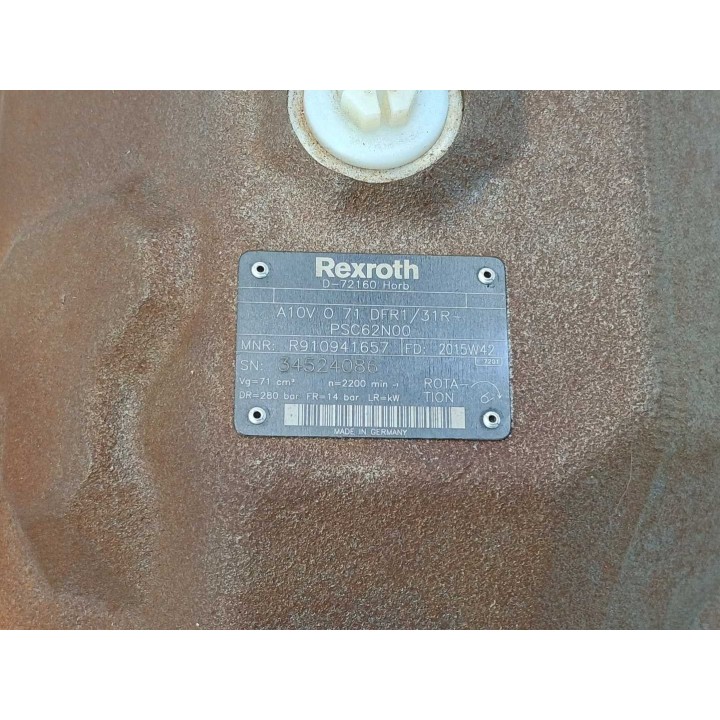 Rexroth
D-72160 Horb
A10V O 71 DFR1/31R-
PSC62N00
MNR: R910941657 FD: 2015W42
7201
SN: 34524086
Vg=71 cm³ n=2200 min ROTA-
DR=280 bar FR=14 bar LR=kW TION
MADE IN GERMANY